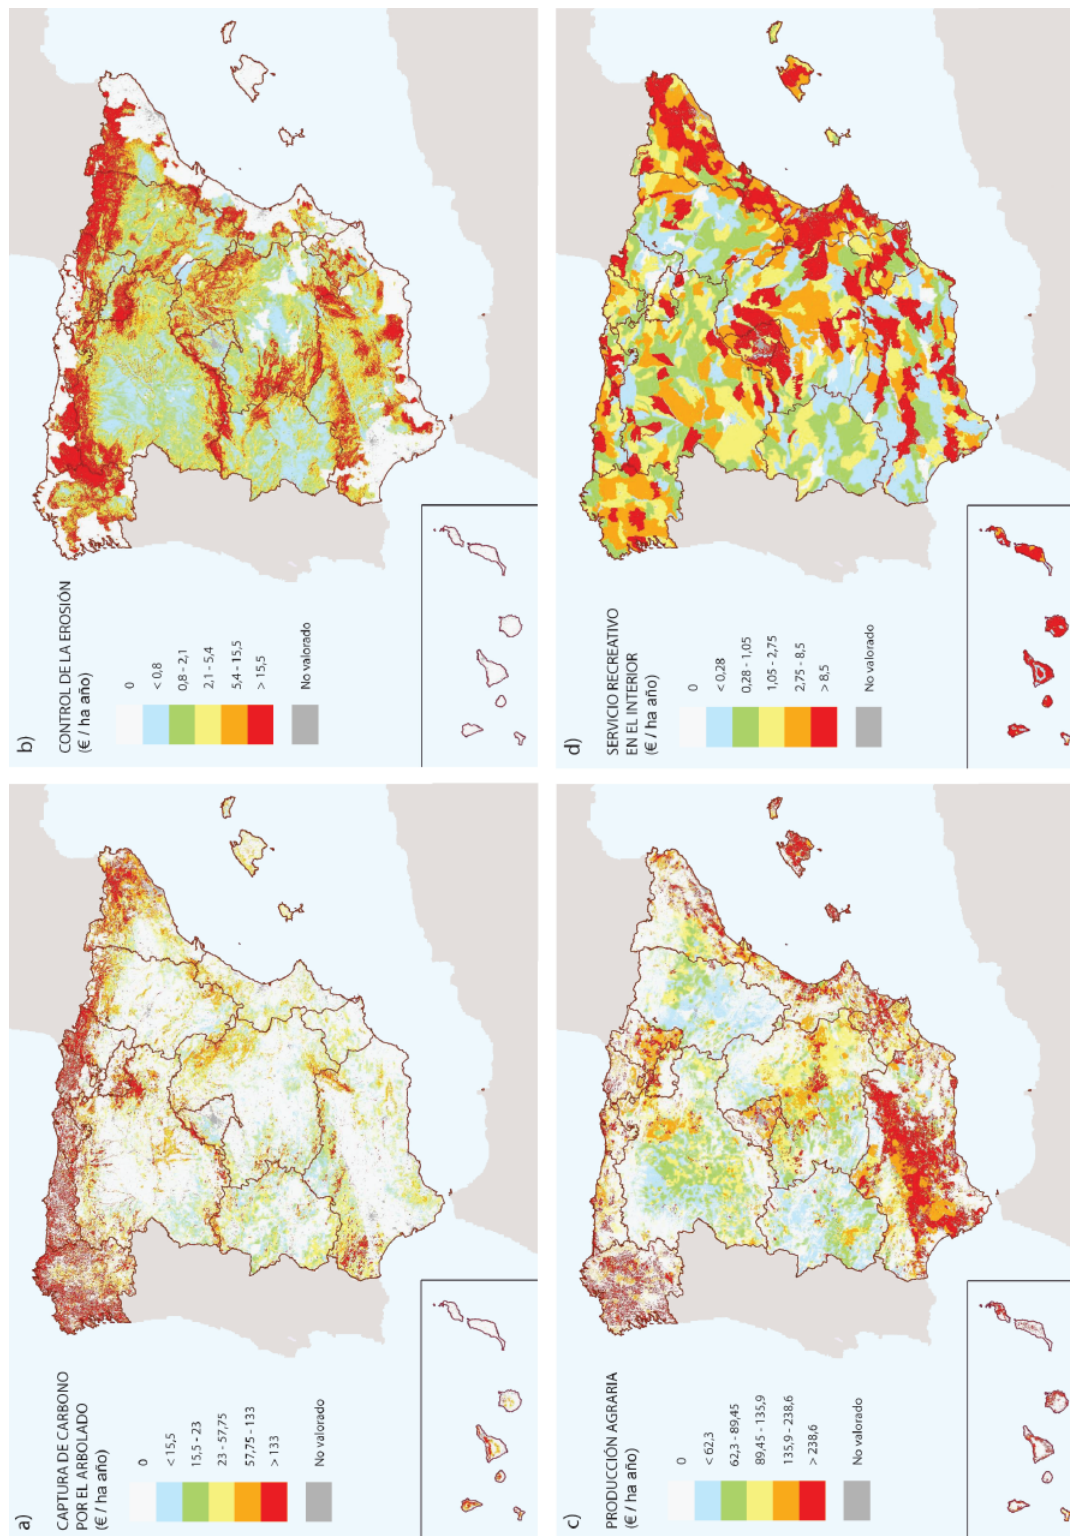 a)
CAPTURA DE CARBONO
POR EL ARBOLADO
(€ / ha año)
0
<15,5
15,5 - 23
23 - 57,75
57,75 - 133
> 133
No valorado
b)
CONTROL DE LA EROSIÓN
(€ / ha año)
0
< 0,8
0,8 - 2,1
2,1 - 5,4
5,4 - 15,5
> 15,5
No valorado
c)
PRODUCCIÓN AGRARIA
(€ / ha año)
0
< 62,3
62,3 - 89,45
89,45 - 135,9
135,9 - 238,6
> 238,6
No valorado
d)
SERVICIO RECREATIVO
EN EL INTERIOR
(€ / ha año)
0
< 0,28
0,28 - 1,05
1,05 - 2,75
2,75 - 8,5
> 8,5
No valorado